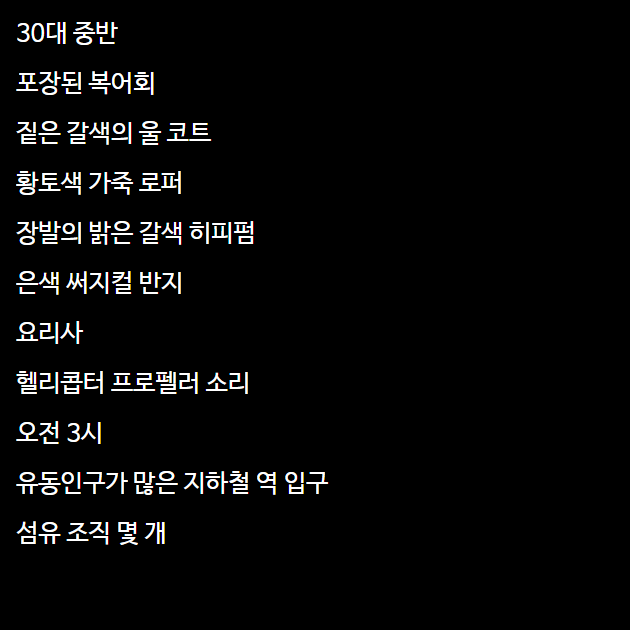 30대 중반
포장된 복어회
짙은 갈색의 울 코트
황토색 가죽 로퍼
장발의 밝은 갈색 히피펌
은색 써지컬 반지
요리사
헬리콥터 프로펠러 소리
오전 3시
유동인구가 많은 지하철 역 입구
섬유 조직 몇 개